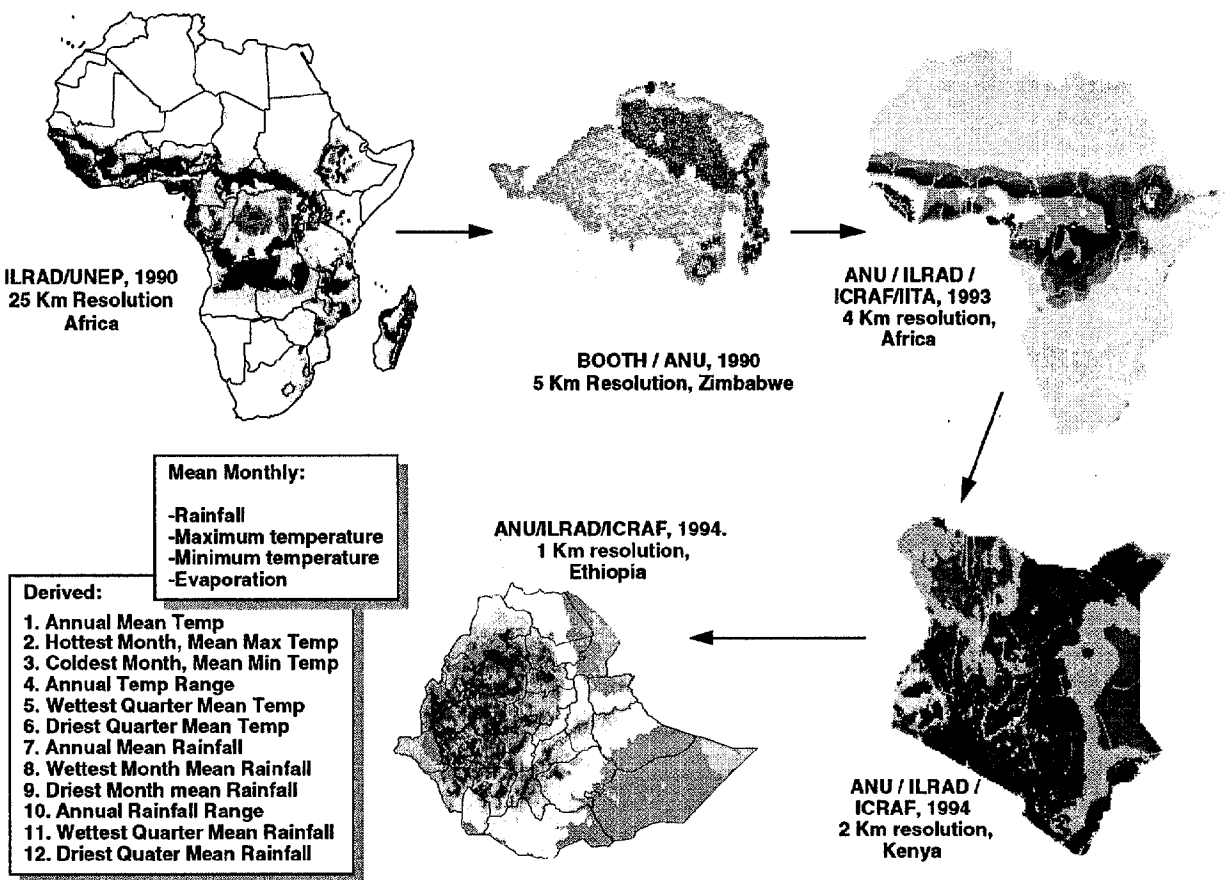 ILRAD/UNEP, 1990
25 Km Resolution
Africa
BOOTH / ANU, 1990
5 Km Resolution, Zimbabwe
ANU / ILRAD /
ICRAF/IITA, 1993
4 Km resolution,
Africa
Mean Monthly:
-Rainfall
-Maximum temperature
-Minimum temperature
-Evaporation
Derived:
1. Annual Mean Temp
2. Hottest Month, Mean Max Temp
3. Coldest Month, Mean Min Temp
4. Annual Temp Range
5. Wettest Quarter Mean Temp
6. Driest Quarter Mean Temp
7. Annual Mean Rainfall
8. Wettest Month Mean Rainfall
9. Driest Month mean Rainfall
10. Annual Rainfall Range
11. Wettest Quarter Mean Rainfall
12. Driest Quater Mean Rainfall
ANU/ILRAD/ICRAF, 1994.
1 Km resolution,
Ethiopia
ANU / ILRAD /
ICRAF, 1994
2 Km resolution,
Kenya